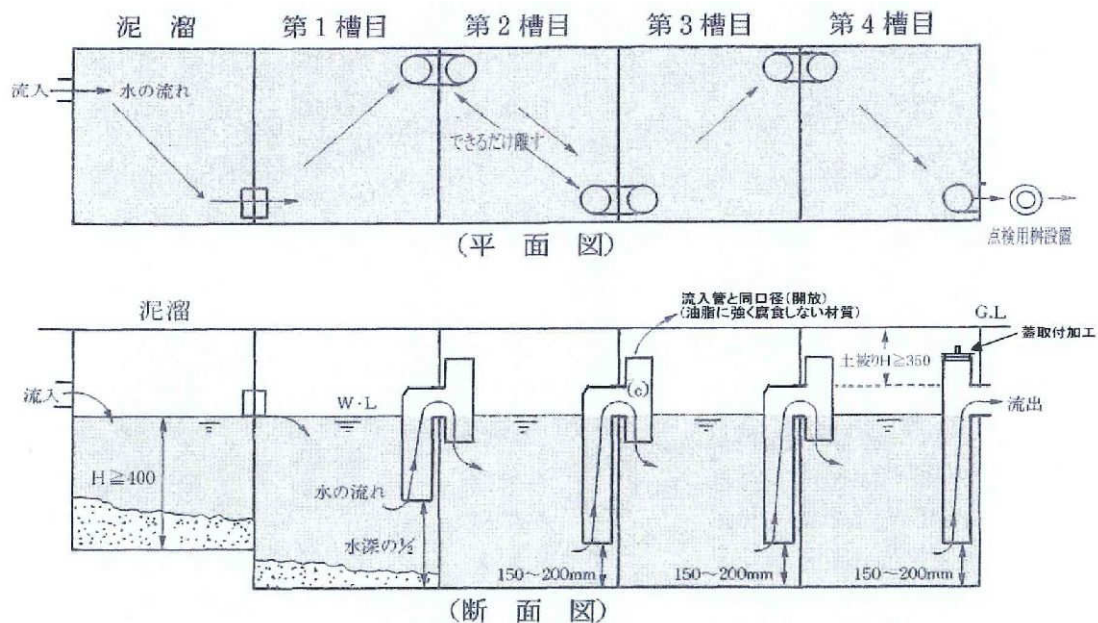 泥溜 第1槽目 第2槽目 第3槽目 第4槽目
流入 水の流れ
できるだけ離す
点検用桝設置
(平面図)
流入管と同口径(開放)
(油脂に強く腐食しない材質)
泥溜
G.L
蓋取付加工
土被りH≧350
流入
W・L
(c)
流出
H≧400
水の流れ
水深の½
150~200mm 150~200mm 150~200mm
(断面図)